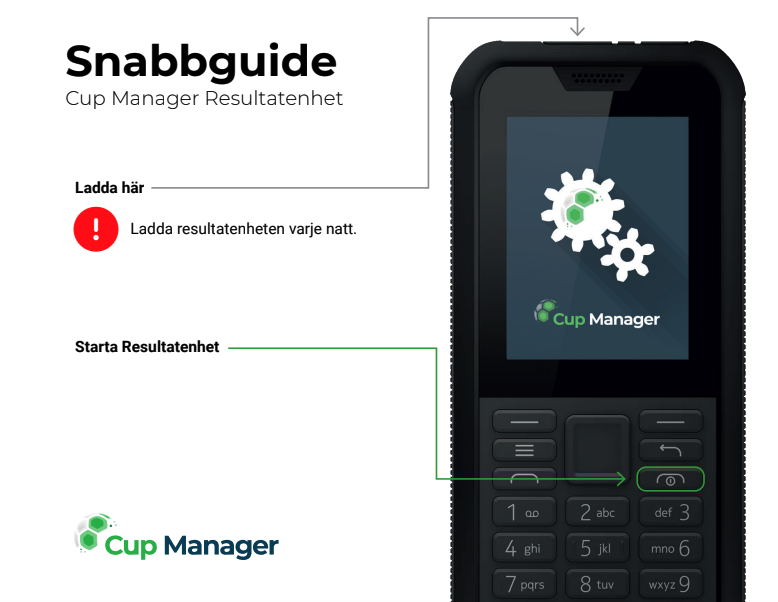 Snabbguide
Cup Manager Resultatenhet
Ladda här
Ladda resultatenheten varje natt.
Starta Resultatenhet
Cup Manager
Cup Manager
1
2 abc
def 3
4 ghi
5 jkl
mno 6
7 pqrs
8 tuv
wxyz 9